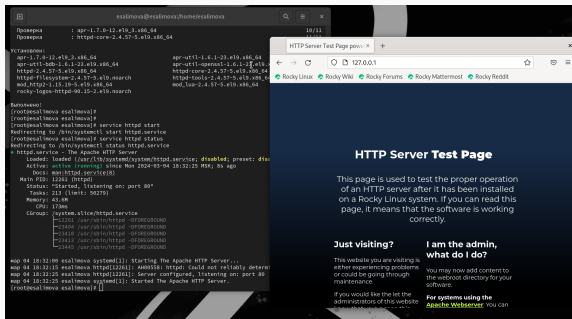 esalimova@esalimova:/home/esalimova
Проверка : apr-1.7.0-12.el9_3.x86_64 10/11
Проверка : httpd-core-2.4.57-5.el9.x86_64 11/11
Установлен:
apr-1.7.0-12.el9_3.x86_64 apr-util-1.6.1-23.el9.x86_64
apr-util-bdb-1.6.1-23.el9.x86_64 apr-util-openssl-1.6.1-23.el9.
httpd-2.4.57-5.el9.x86_64 httpd-core-2.4.57-5.el9.x86_64
httpd-filesystem-2.4.57-5.el9.noarch httpd-tools-2.4.57-5.el9.x86_64
mod_http2-1.15.19-5.el9.x86_64 mod_lua-2.4.57-5.el9.x86_64
rocky-logos-httpd-90.15-2.el9.noarch
Выполнено!
[root@esalimova esalimova]#
[root@esalimova esalimova]#
[root@esalimova esalimova]# service httpd start
Redirecting to /bin/systemctl start httpd.service
[root@esalimova esalimova]# service httpd status
Redirecting to /bin/systemctl status httpd.service
● httpd.service - The Apache HTTP Server
Loaded: loaded (/usr/lib/systemd/system/httpd.service; disabled; preset: disa
Active: active (running) since Mon 2024-03-04 18:32:25 MSK; 8s ago
Docs: man:httpd.service(8)
Main PID: 12261 (httpd)
Status: "Started, listening on: port 80"
Tasks: 213 (limit: 50279)
Memory: 43.6M
CPU: 173ms
CGroup: /system.slice/httpd.service
├─12261 /usr/sbin/httpd -DFOREGROUND
├─23404 /usr/sbin/httpd -DFOREGROUND
/usr/sbin/httpd -DFOREGROUND
├─23413 /usr/sbin/httpd -DFOREGROUND
/usr/sbin/httpd -DFOREGROUND
мар 04 18:32:00 esalimova systemd[1]: Starting The Apache HTTP Server...
мар 04 18:32:15 esalimova httpd[12261]: AH00558: httpd: Could not reliably determ
мар 04 18:32:25 esalimova httpd[12261]: Server configured, listening on: port 80
мар 04 18:32:25 esalimova systemd[1]: Started The Apache HTTP Server.
[root@esalimova esalimova]#
HTTP Server Test Page powe
127.0.0.1
Rocky Linux Rocky Wiki Rocky Forums Rocky Mattermost Rocky Reddit
HTTP Server Test Page
This page is used to test the proper operation
of an HTTP server after it has been installed
on a Rocky Linux system. If you can read this
page, it means that the software is working
correctly.
Just visiting?
This website you are visiting is
either experiencing problems
or could be going through
maintenance.
If you would like the let the
administrators of this website
I am the admin,
what do I do?
You may now add content to
the webroot directory for your
software.
For systems using the
Apache Webserver: You can